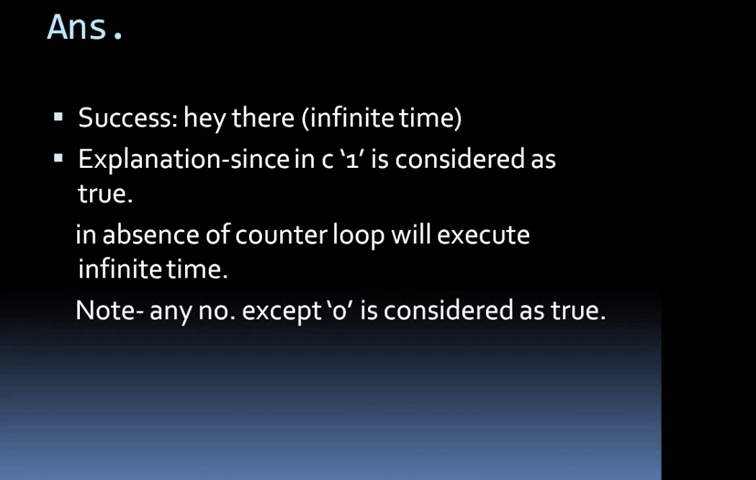 Ans.
▪ Success: hey there (infinite time)
▪ Explanation-since in c ‘1’ is considered as
true.
in absence of counter loop will execute
infinite time.
Note- any no. except ‘0’ is considered as true.